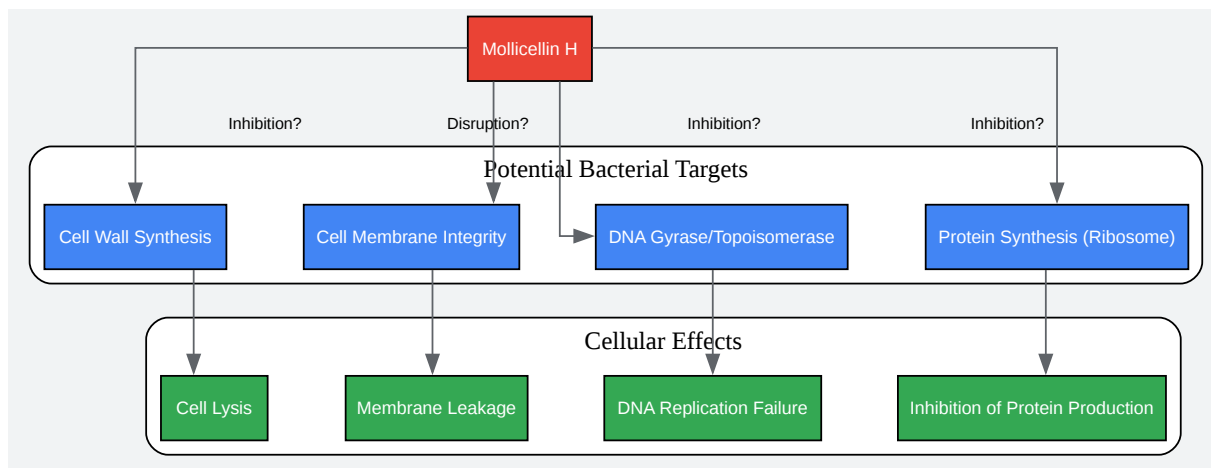 Mollicellin H
Inhibition?
Disruption?
Inhibition?
Inhibition?
Potential Bacterial Targets
Cell Wall Synthesis
Cell Membrane Integrity
DNA Gyrase/Topoisomerase
Protein Synthesis (Ribosome)
Cellular Effects
Cell Lysis
Membrane Leakage
DNA Replication Failure
Inhibition of Protein Production